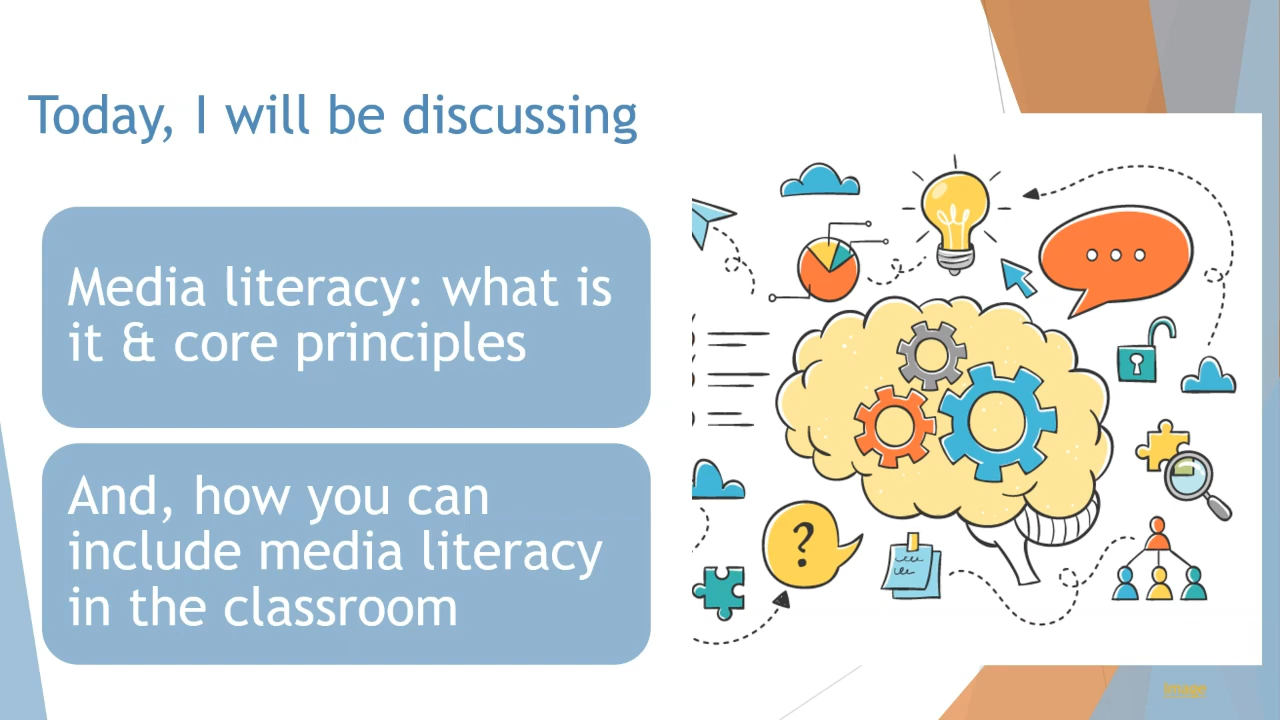 Today, I will be discussing
Media literacy: what is
it & core principles
And, how you can
include media literacy
in the classroom
?
image